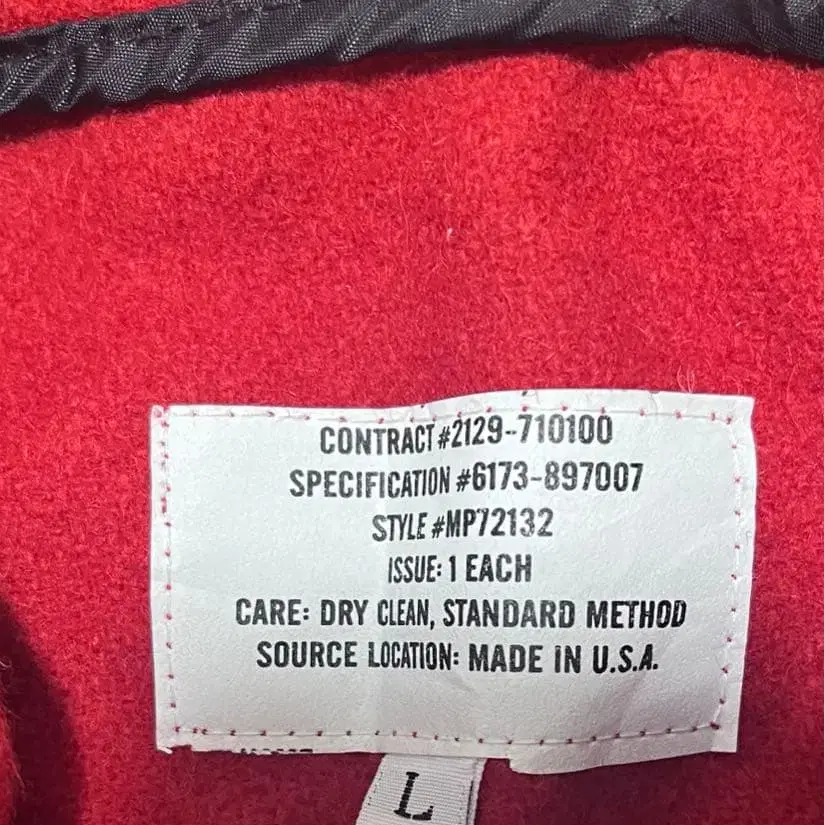 CONTRACT #2129-710100
SPECIFICATION #6173-897007
STYLE #MP72132
ISSUE: 1 EACH
CARE: DRY CLEAN, STANDARD METHOD
SOURCE LOCATION: MADE IN U.S.A.
L